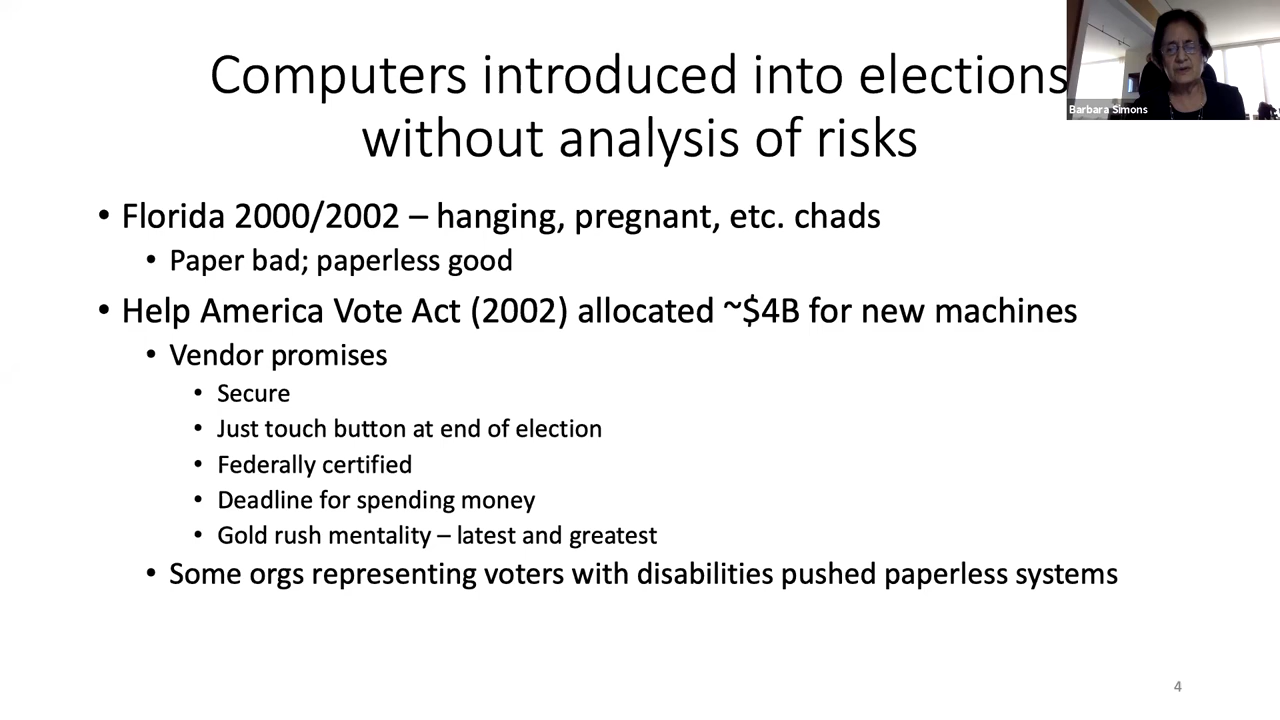 Computers introduced into elections
without analysis of risks
Barbara Simons
• Florida 2000/2002 – hanging, pregnant, etc. chads
• Paper bad; paperless good
• Help America Vote Act (2002) allocated ~$4B for new machines
• Vendor promises
• Secure
• Just touch button at end of election
• Federally certified
• Deadline for spending money
• Gold rush mentality – latest and greatest
• Some orgs representing voters with disabilities pushed paperless systems
4